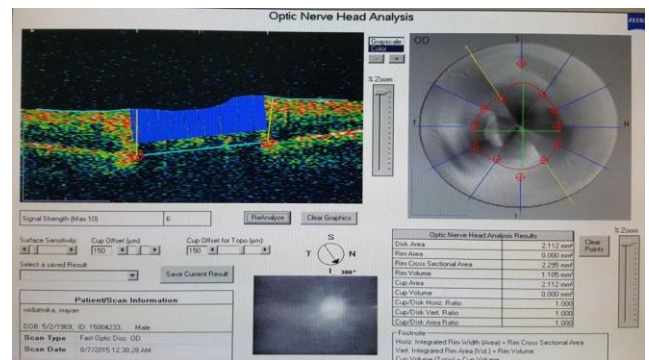 Optic Nerve Head Analysis
ZEISS
Grayscale
Color
- +
% Zoom
OD
S
T
N
I
% Zoom
Signal Strength (Max 10) 6
ReAnalyze
Clear Graphics
Surface Sensitivity:
Cup Offset (µm)
150
Cup Offset for Topo (µm)
150
Select a saved Result:
Save Current Result
S
T N
I 300°
Patient/Scan Information
DOB: 5/2/1969, ID: 15004233, Male
Scan Type Fast Optic Disc OD
Scan Date 8/7/2015 12:38:28 AM
Optic Nerve Head Analysis Results
Disk Area 2.112 mm²
Rim Area 0.000 mm²
Rim Cross Sectional Area 2.295 mm²
Rim Volume 1.105 mm³
Cup Area 2.112 mm²
Cup Volume 0.000 mm³
Cup/Disk Horiz. Ratio 1.000
Cup/Disk Vert. Ratio 1.000
Cup/Disk Area Ratio 1.000
Clear Points
Footnote
Horiz. Integrated Rim Width (Area) = Rim Cross Sectional Area
Vert. Integrated Rim Area (Vol.) = Rim Volume
Cup Volume (Topo) = Cup Volume